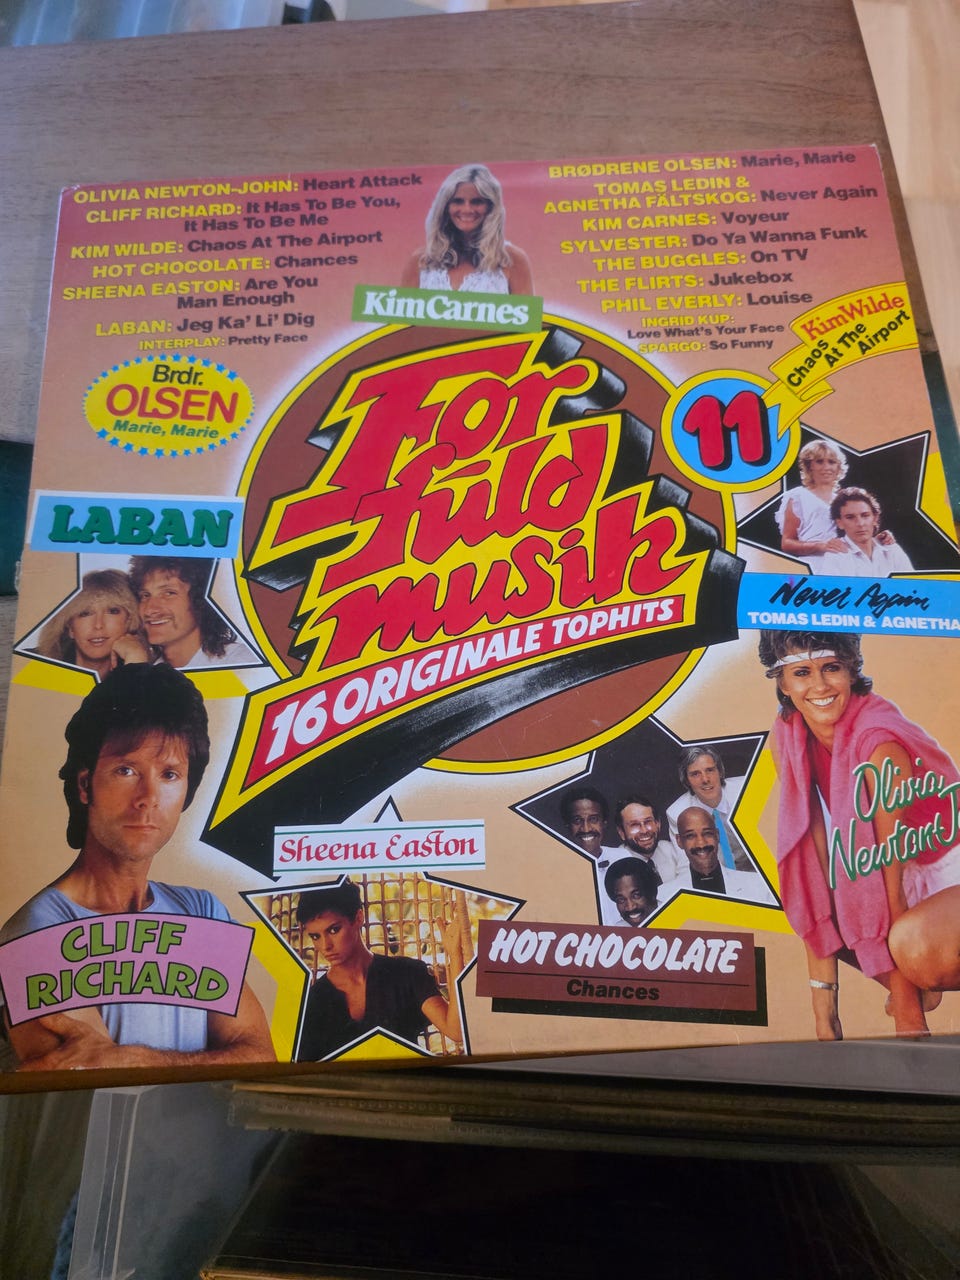 OLIVIA NEWTON-JOHN: Heart Attack
CLIFF RICHARD: It Has To Be You,
It Has To Be Me
KIM WILDE: Chaos At The Airport
HOT CHOCOLATE: Chances
SHEENA EASTON: Are You
Man Enough
LABAN: Jeg Ka' Li' Dig
INTERPLAY: Pretty Face
BRØDRENE OLSEN: Marie, Marie
TOMAS LEDIN &
AGNETHA FÄLTSKOG: Never Again
KIM CARNES: Voyeur
SYLVESTER: Do Ya Wanna Funk
THE BUGGLES: On TV
THE FLIRTS: Jukebox
PHIL EVERLY: Louise
INGRID KUP:
Love What's Your Face
SPARGO: So Funny
Kim Carnes
Kim Wilde
Chaos
At The
Airport
Brdr.
OLSEN
Marie, Marie
For
fuld
musik
11
16 ORIGINALE TOPHITS
LABAN
Never Again
TOMAS LEDIN & AGNETHA
Olivia
Newton J
Sheena Easton
CLIFF
RICHARD
HOT CHOCOLATE
Chances